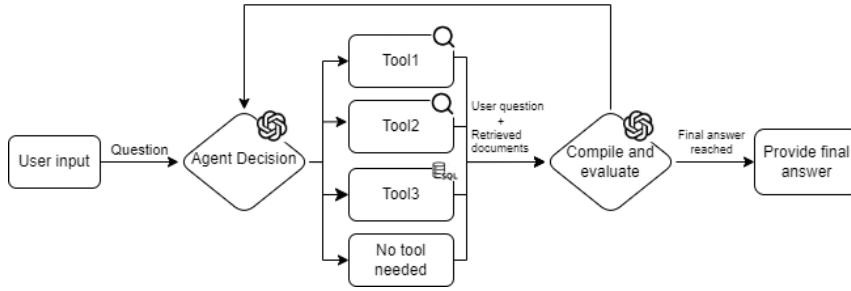 Tool1
Tool2
Tool3
SQL
No tool
needed
User input
Question
Agent Decision
User question
+
Retrieved
documents
Compile and
evaluate
Final answer
reached
Provide final
answer